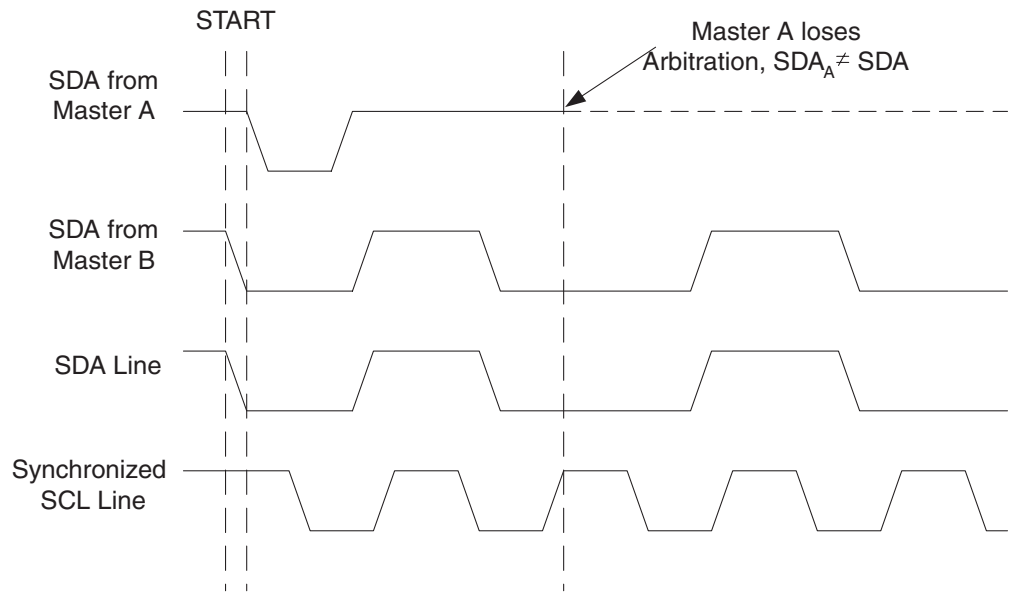 START
Master A loses
Arbitration, SDA_A ≠ SDA
SDA from
Master A
SDA from
Master B
SDA Line
Synchronized
SCL Line